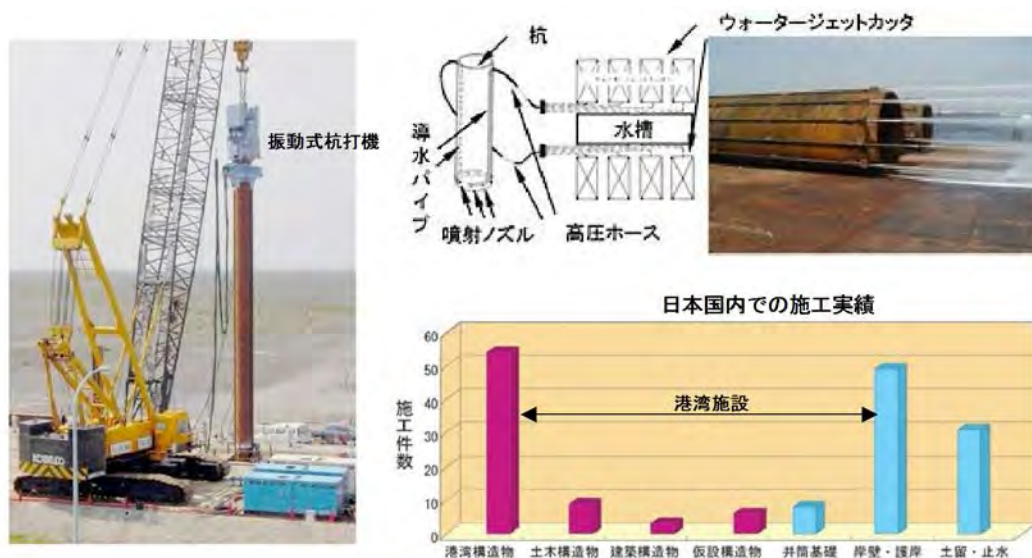 振動式杭打機
杭
ウォータージェットカッタ
導水パイプ
水槽
噴射ノズル
高圧ホース
日本国内での施工実績
施工件数
60
50
40
30
20
10
0
港湾施設
港湾構造物 土木構造物 建築構造物 仮設構造物 井筒基礎 岸壁・護岸 土留・止水
KOBELCO